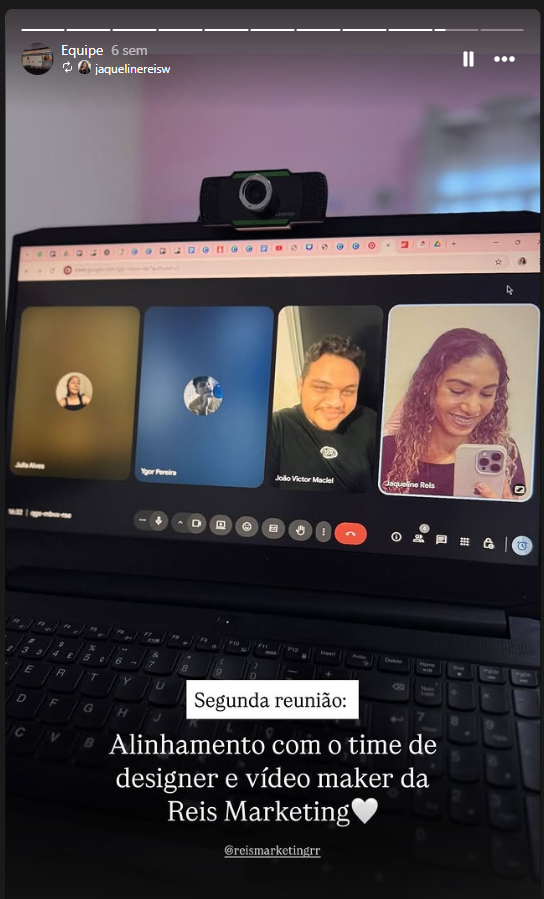 Equipe 6 sem
jaquelinereisw
Julia Alves
Ygor Pereira
João Victor Maciel
Jaqueline Reis
4
Segunda reunião:
Alinhamento com o time de
designer e vídeo maker da
Reis Marketing🤍
@reismarketingrr